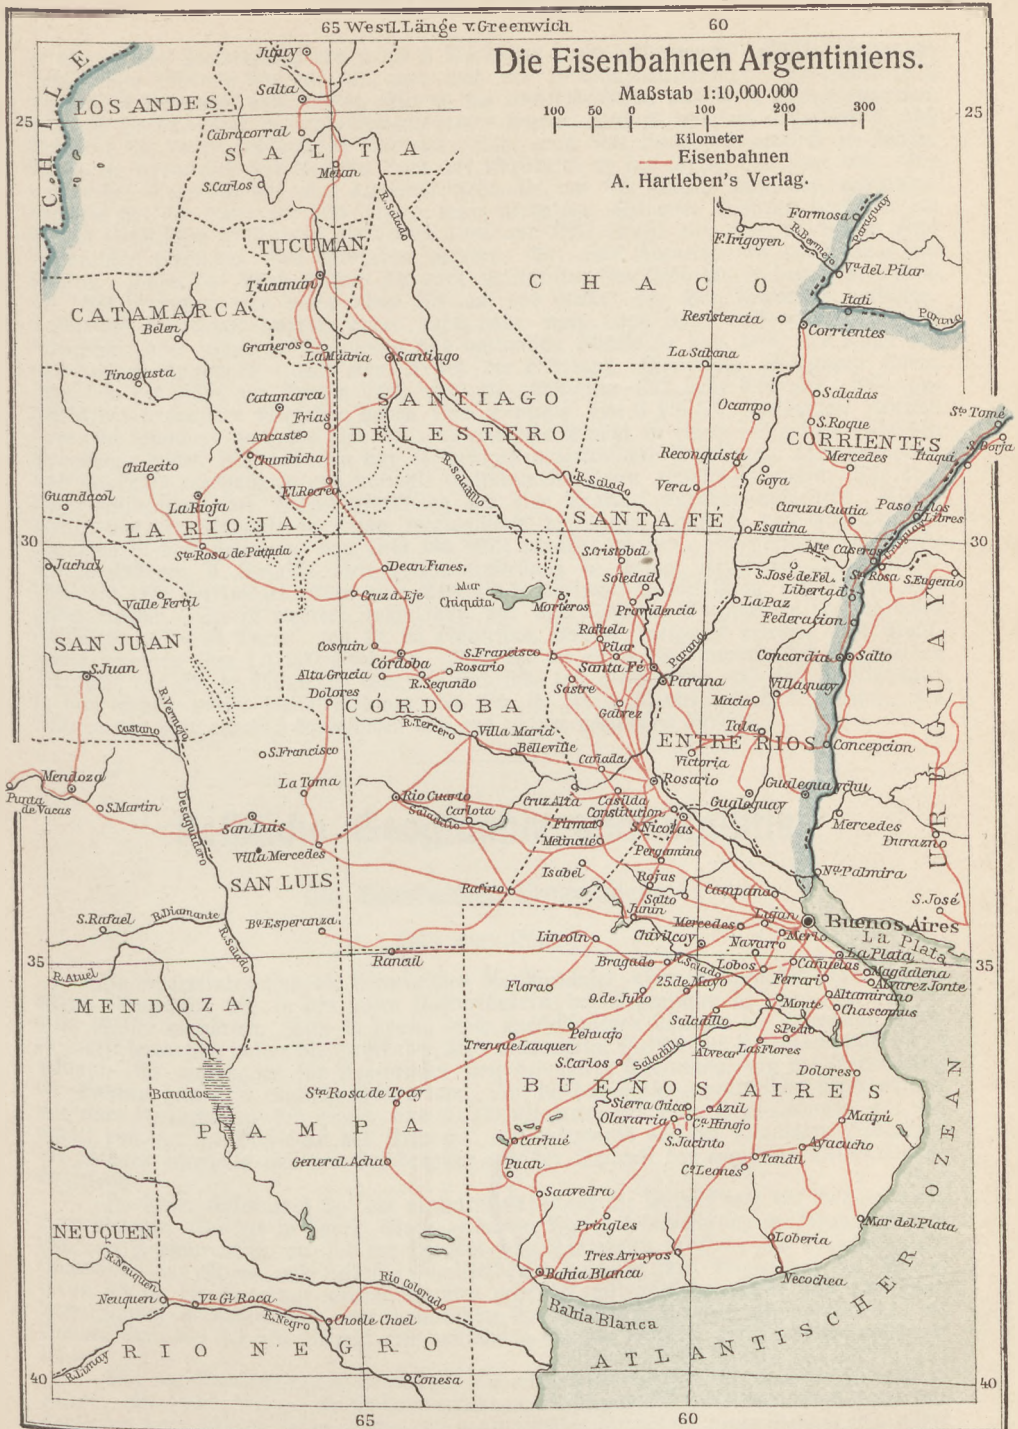 65 Westl. Länge v. Greenwich 60
Die Eisenbahnen Argentiniens.
Maßstab 1:10,000.000
100 50 0 100 200 300
Kilometer
Eisenbahnen
A. Hartleben's Verlag.
CHILE
LOS ANDES
25
25
Jujuy
Salta
Cabracorral
SALTA
Metan
S. Carlos
R. Salado
TUCUMAN
Tucumán
CATAMARCA
Belen
Graneros
La Madria
Santiago
Tinogasta
CHACO
Formosa
Paraguay
F. Irigoyen
R. Bermejo
Va. del Pilar
Itati
Parana
Resistencia
Corrientes
La Sabana
Catamarca
Frias
SANTIAGO
DEL ESTERO
Ancaste
Chumbicha
Ocampo
Saladas
S. Roque
CORRIENTES
Mercedes
Sto Tomé
S. Borja
Itaqui
Chilecito
Guandacol
La Rioja
El Recreo
R. Saladillo
R. Salado
Reconquista
Vera
Goya
LA RIOJA
SANTA FÉ
Esquina
Curuzu Cuatia
Paso d. los
Libres
Uruguay
30
30
Sta Rosa de Patquia
Jachal
Dean Funes.
S. Cristobal
Mte Caseros
S. José de Fel.
Sta Rosa
S. Eugenio
Valle Fertil
Cruz d. Eje
Mar
Chiquita
Soledad
Morteros
Providencia
La Paz
Libertad
Federacion
SAN JUAN
S. Juan
Cosquin
Córdoba
S. Francisco
Rafaela
Pilar
Santa Fé
Parana
Concordia
Salto
Alta Gracia
Rosario
R. Segundo
Sastre
Parana
Villaguay
Dolores
CÓRDOBA
Galvez
Macia
R. Vermejo
Castano
R. Tercero
Villa Maria
Belleville
Tala
ENTRE RIOS
Concepcion
URUGUAY
S. Francisco
Cañada
Victoria
Mendoza
Punta
de Vacas
S. Martin
La Toma
Rio Cuarto
Saladillo
Carlota
Cruz Alta
Casilda
Rosario
Constitucion
Gualeguay
Gualeguaychu
Desaguadero
San Luis
Firmat
S. Nicolas
Mercedes
Durazno
Villa Mercedes
Melincué
Pergamino
SAN LUIS
Isabel
Rojas
Na. Palmira
Rufino
Salto
Campana
S. José
S. Rafael
R. Diamante
Ba. Esperanza
Junin
Mercedes
Lujan
Buenos Aires
R. Salado
Lincoln
Chivilcoy
Navarro
Merlo
La Plata
La Plata
35
35
R. Atuel
Rancul
Bragado
R. Salado
Lobos
Cañuelas
Magdalena
Ferrari
Alvarez Jonte
Flora
9. de Julio
25. de Mayo
Altamirano
MENDOZA
Monte
Chascomus
Saladillo
S. Pedro
Pehuajo
Trenque Lauquen
Saladillo
Alvear
Las Flores
S. Carlos
Dolores
Banados
Sta Rosa de Toay
BUENOS AIRES
Sierra Chica
Azul
Olavarria
Co. Hinojo
Maipú
PAMPA
Carhué
S. Jacinto
Ayacucho
General Acha
Puan
Co. Leones
Tandil
Saavedra
NEUQUEN
Pringles
Mar del Plata
Loberia
R. Neuquen
Tres Arroyos
Necochea
Bahia Blanca
Rio Colorado
Neuquen
Va. Gl. Roca
Bahia Blanca
R. Negro
Choele Choel
RIO NEGRO
R. Limay
ATLANTISCHER OZEAN
40
40
Conesa
65 60